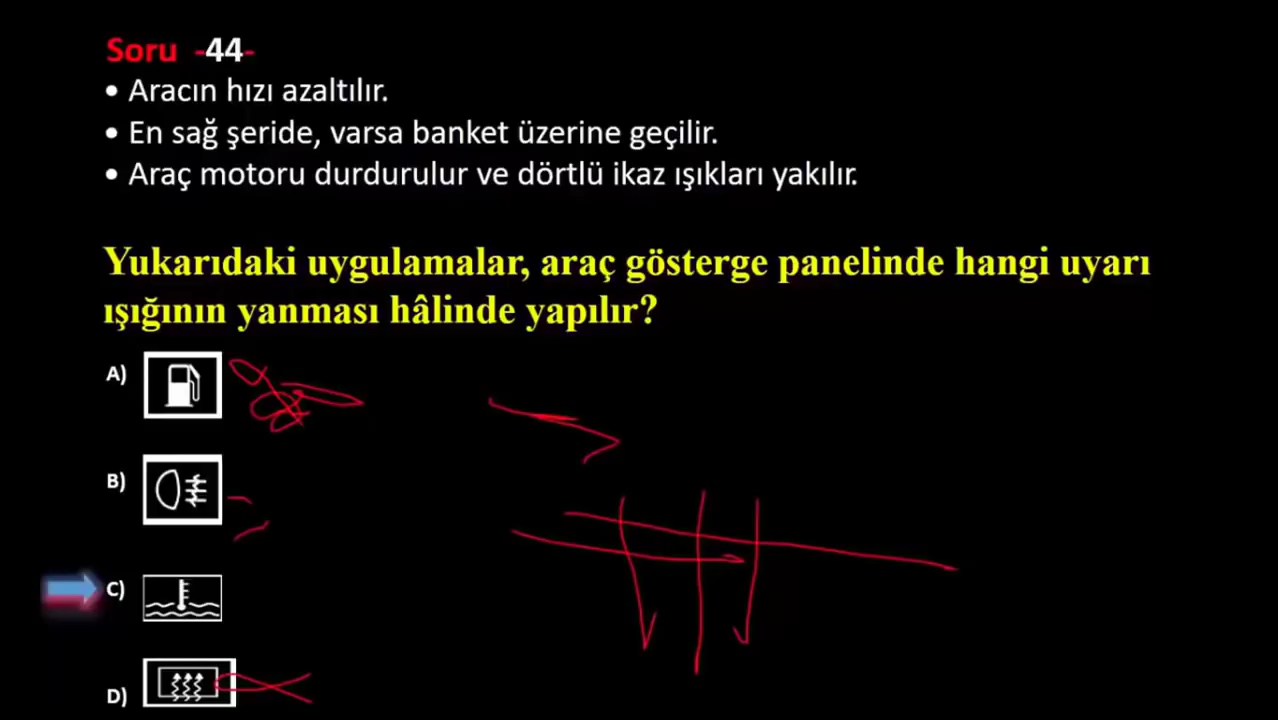 Soru -44-
• Aracın hızı azaltılır.
• En sağ şeride, varsa banket üzerine geçilir.
• Araç motoru durdurulur ve dörtlü ikaz ışıkları yakılır.
Yukarıdaki uygulamalar, araç gösterge panelinde hangi uyarı
ışığının yanması hâlinde yapılır?
A)
B)
C)
D)